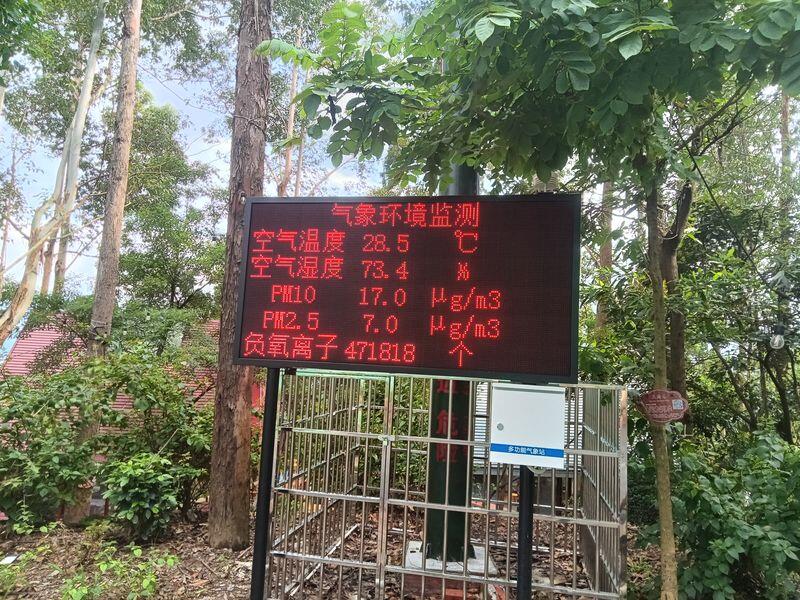 气象环境监测
空气温度 28.5 ℃
空气湿度 73.4 %
PM10 17.0 μg/m3
PM2.5 7.0 μg/m3
负氧离子 471818 个
多功能气象站
危险